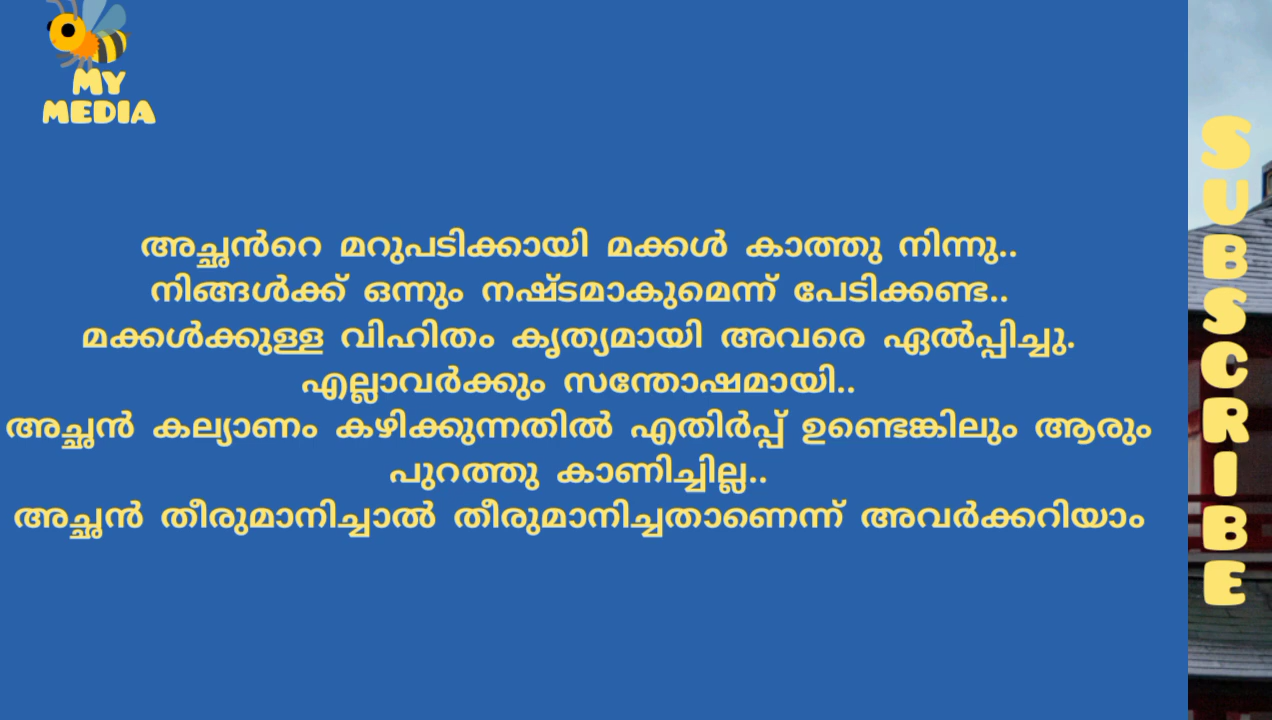 MY
MEDIA
അച്ഛൻറെ മറുപടിക്കായി മക്കൾ കാത്തു നിന്നു..
നിങ്ങൾക്ക് ഒന്നും നഷ്ടമാകുമെന്ന് പേടിക്കണ്ട..
മക്കൾക്കുള്ള വിഹിതം കൃത്യമായി അവരെ ഏൽപ്പിച്ചു.
എല്ലാവർക്കും സന്തോഷമായി..
അച്ഛൻ കല്യാണം കഴിക്കുന്നതിൽ എതിർപ്പ് ഉണ്ടെങ്കിലും ആരും
പുറത്തു കാണിച്ചില്ല..
അച്ഛൻ തീരുമാനിച്ചാൽ തീരുമാനിച്ചതാണെന്ന് അവർക്കറിയാം
SUBSCRIBE